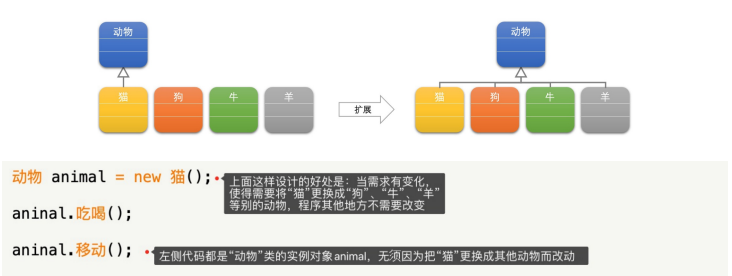 动物
动物
猫 狗 牛 羊
扩展
猫 狗 牛 羊
动物 animal = new 猫();
上面这样设计的好处是：当需求有变化，
使得需要将“猫”更换成“狗”、“牛”、“羊”
等别的动物，程序其他地方不需要改变
aninal.吃喝();
aninal.移动();
左侧代码都是“动物”类的实例对象animal，无须因为把“猫”更换成其他动物而改动